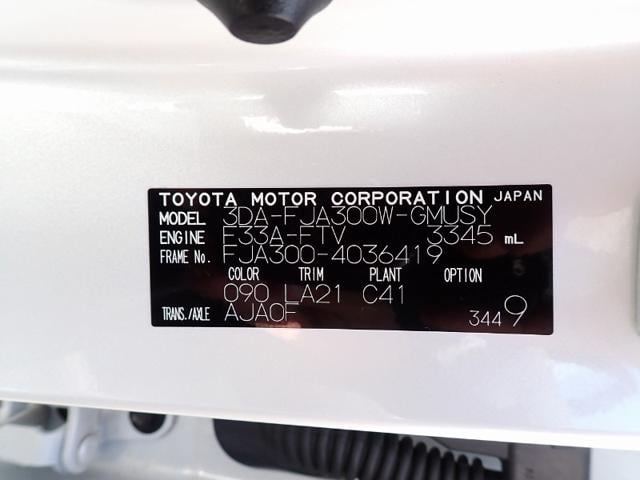 TOYOTA MOTOR CORPORATION JAPAN
MODEL 3DA-FJA300W-GMUSY
ENGINE F33A-FTV 3345 mL
FRAME No. FJA300-4036419
COLOR TRIM PLANT OPTION
090 LA21 C41
TRANS./AXLE AJA0F 3449